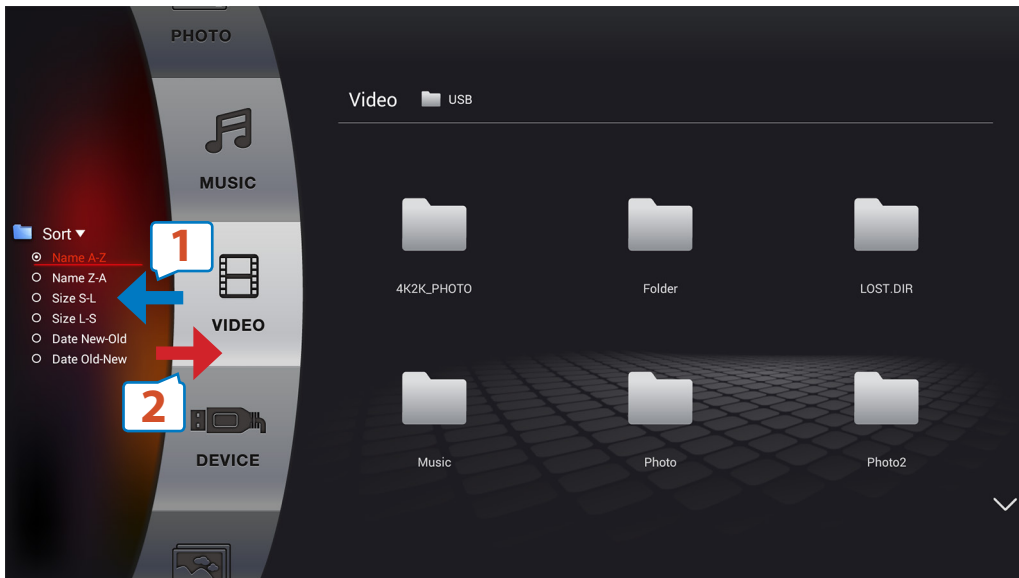 PHOTO
MUSIC
VIDEO
DEVICE
Sort
Name A-Z
Name Z-A
Size S-L
Size L-S
Date New-Old
Date Old-New
1
2
Video USB
4K2K_PHOTO Folder LOST.DIR
Music Photo Photo2